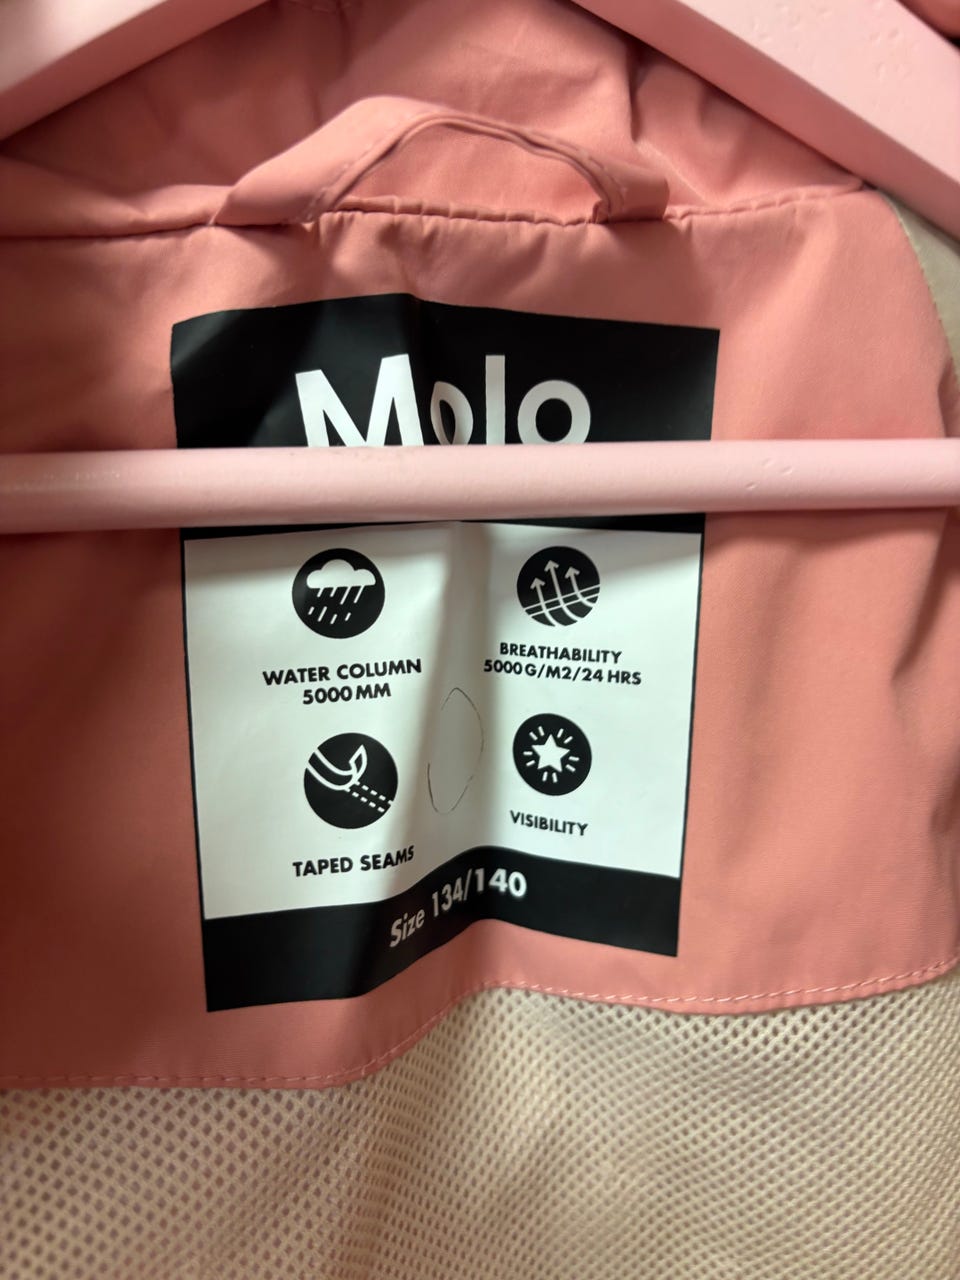 Molo
WATER COLUMN
5000 MM
BREATHABILITY
5000 G/M2/24 HRS
TAPED SEAMS
VISIBILITY
Size 134/140